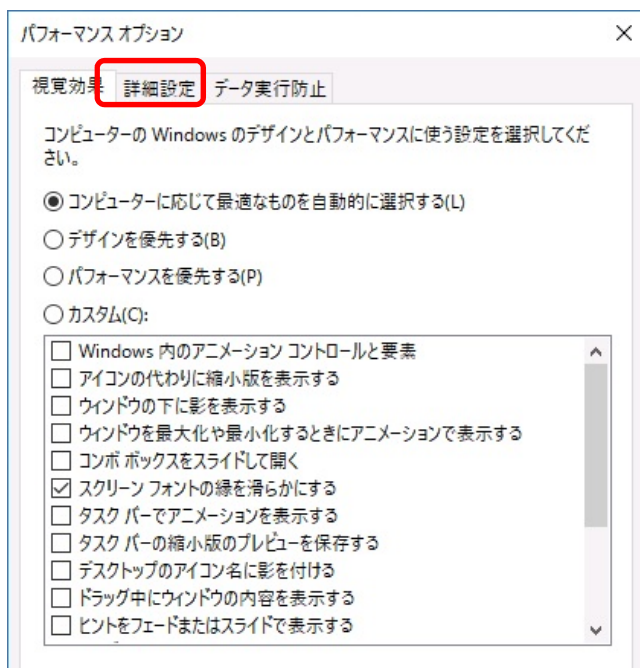 パフォーマンス オプション
視覚効果 詳細設定 データ実行防止
コンピューターの Windows のデザインとパフォーマンスに使う設定を選択してくだ
さい。
コンピューターに応じて最適なものを自動的に選択する(L)
デザインを優先する(B)
パフォーマンスを優先する(P)
カスタム(C):
Windows 内のアニメーション コントロールと要素
アイコンの代わりに縮小版を表示する
ウィンドウの下に影を表示する
ウィンドウを最大化や最小化するときにアニメーションで表示する
コンボ ボックスをスライドして開く
スクリーン フォントの縁を滑らかにする
タスク バーでアニメーションを表示する
タスク バーの縮小版のプレビューを保存する
デスクトップのアイコン名に影を付ける
ドラッグ中にウィンドウの内容を表示する
ヒントをフェードまたはスライドで表示する